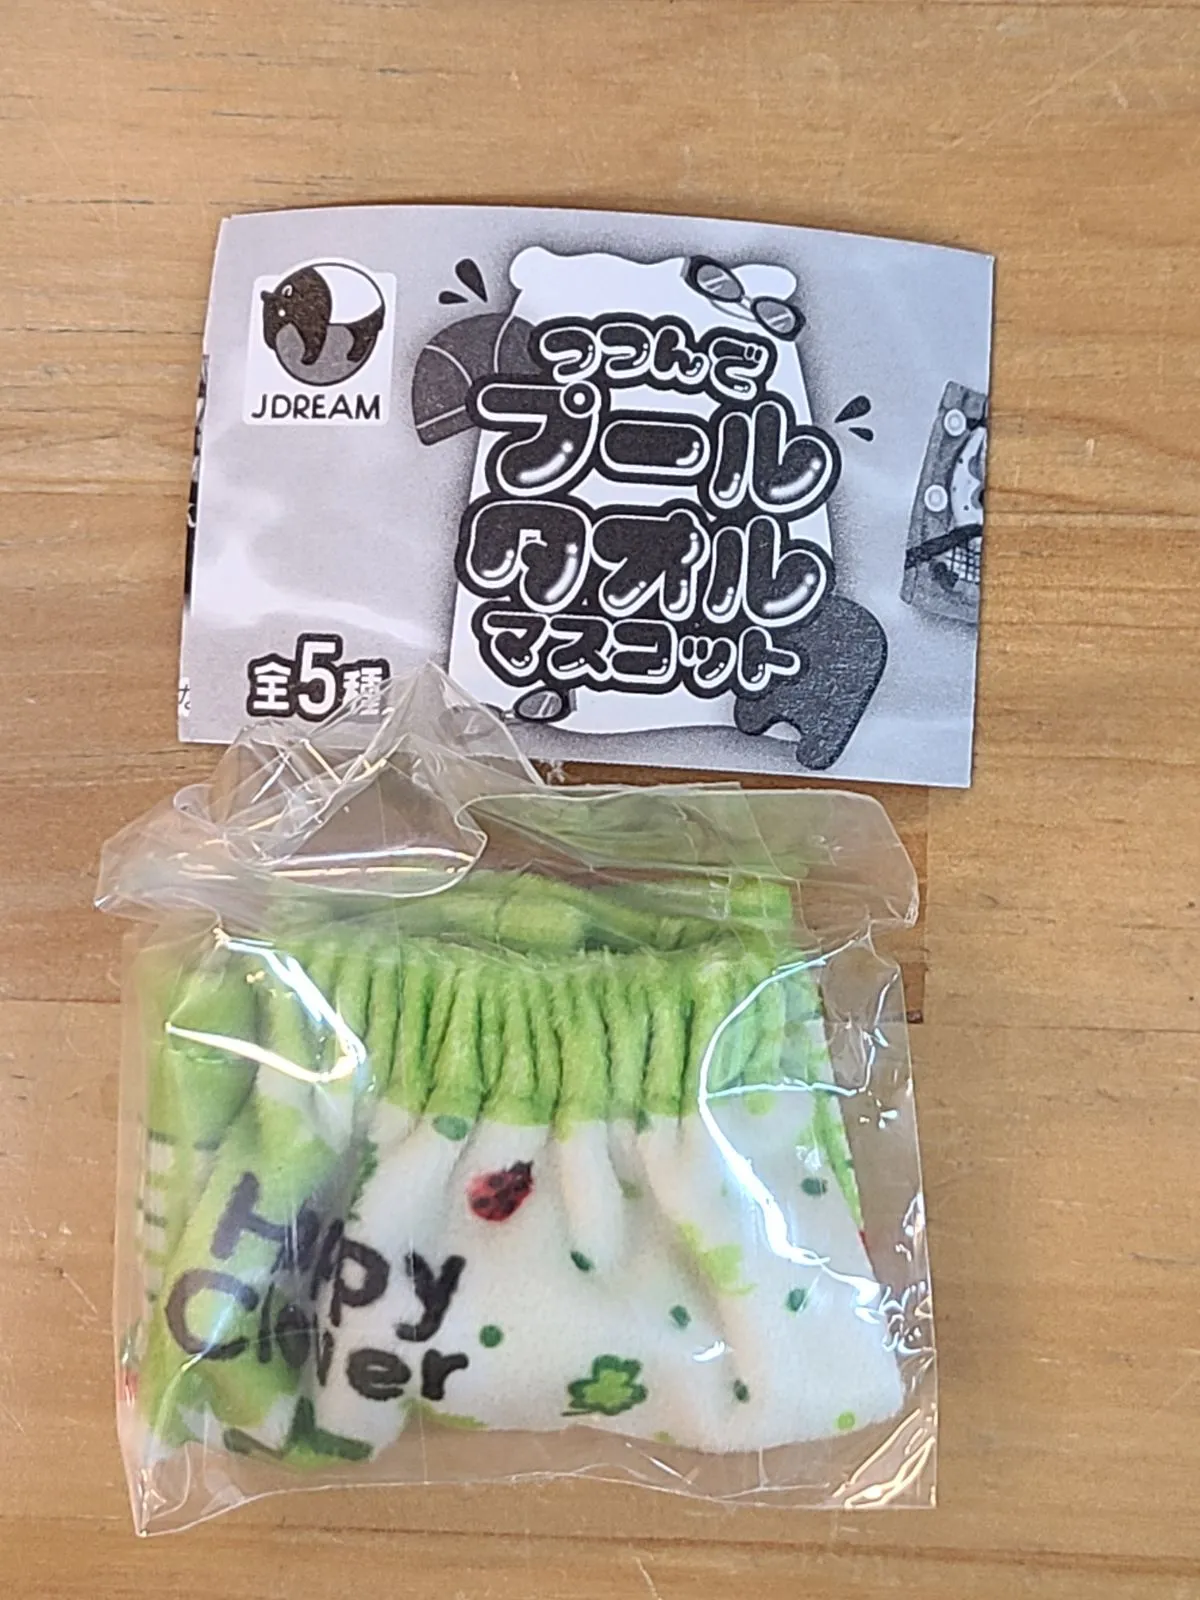 JDREAM
つつんで
プール
タオル
マスコット
全5種
Happy
Clover